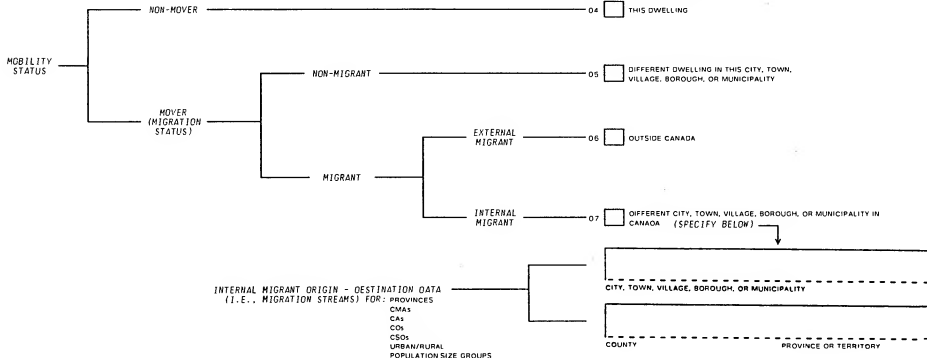 NON-MOVER
04 THIS DWELLING
MOBILITY
STATUS
NON-MIGRANT
05 DIFFERENT DWELLING IN THIS CITY, TOWN,
VILLAGE, BOROUGH, OR MUNICIPALITY
MOVER
(MIGRATION
STATUS)
EXTERNAL
MIGRANT
06 OUTSIDE CANADA
MIGRANT
INTERNAL
MIGRANT
07 DIFFERENT CITY, TOWN, VILLAGE, BOROUGH, OR MUNICIPALITY IN
CANADA (SPECIFY BELOW)
INTERNAL MIGRANT ORIGIN - DESTINATION DATA
(I.E., MIGRATION STREAMS) FOR: PROVINCES
CMAs
CAs
CDs
CSDs
URBAN/RURAL
POPULATION SIZE GROUPS
CITY, TOWN, VILLAGE, BOROUGH, OR MUNICIPALITY
COUNTY PROVINCE OR TERRITORY